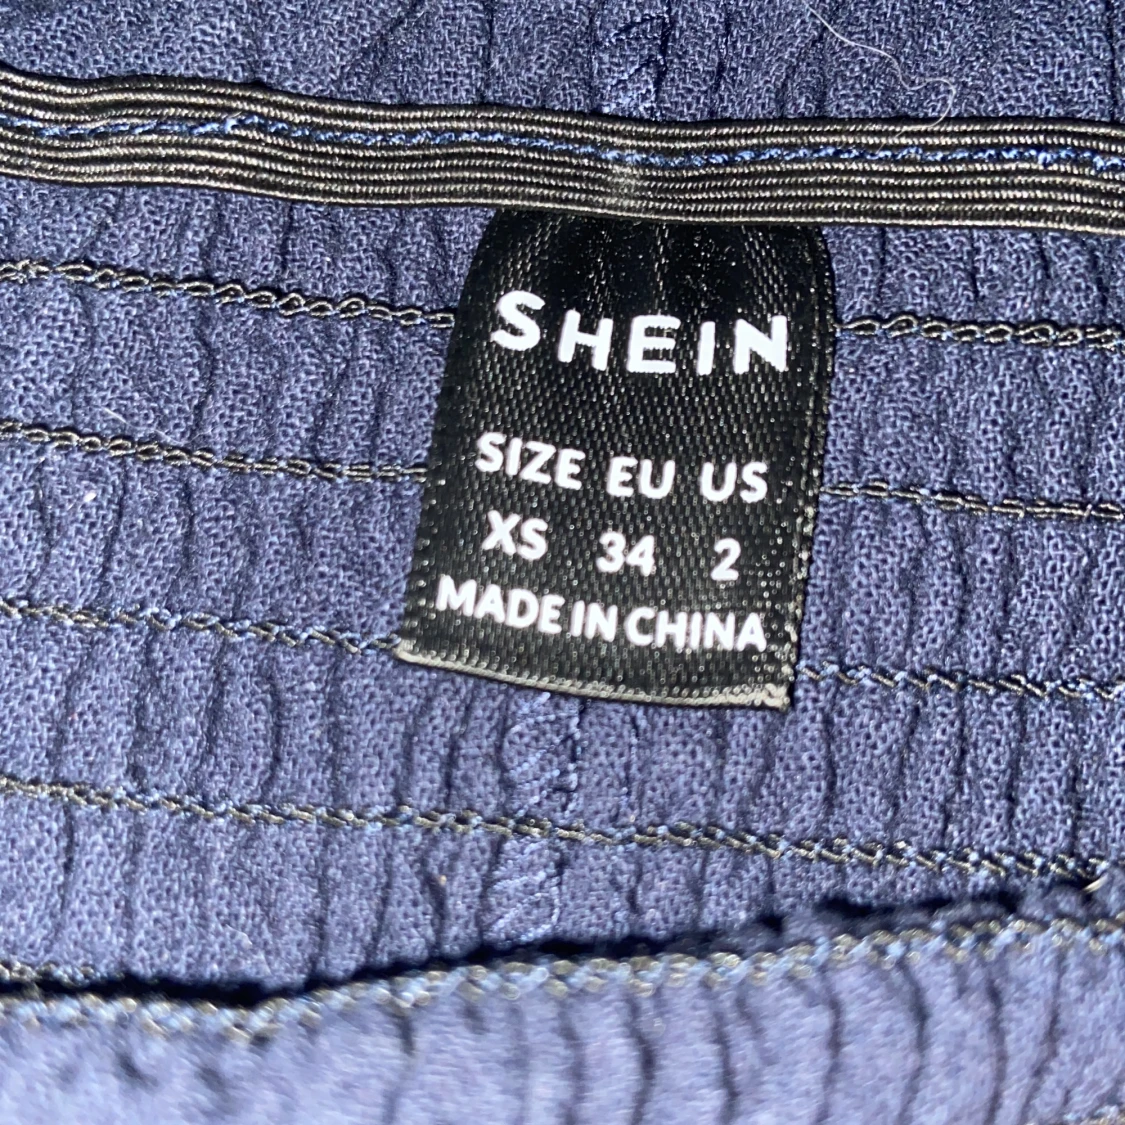 SHEIN
SIZE EU US
XS 34 2
MADE IN CHINA